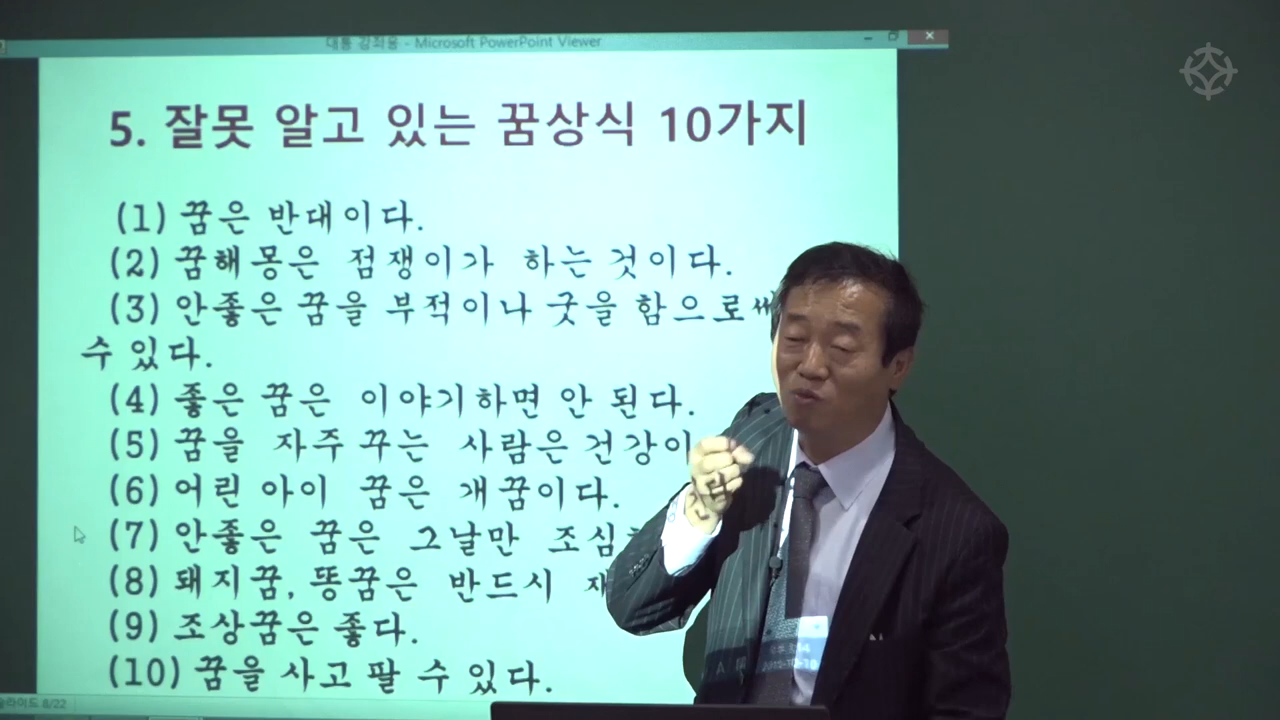 대통 강좌용 - Microsoft PowerPoint Viewer
5. 잘못 알고 있는 꿈상식 10가지
(1) 꿈은 반대이다.
(2) 꿈해몽은 점쟁이가 하는 것이다.
(3) 안좋은 꿈을 부적이나 굿을 함으로써
수 있다.
(4) 좋은 꿈은 이야기하면 안 된다.
(5) 꿈을 자주 꾸는 사람은 건강이
(6) 어린 아이 꿈은 개꿈이다.
(7) 안좋은 꿈은 그날만 조심
(8) 돼지꿈, 똥꿈은 반드시
(9) 조상꿈은 좋다.
(10) 꿈을 사고 팔 수 있다.
슬라이드 8/22